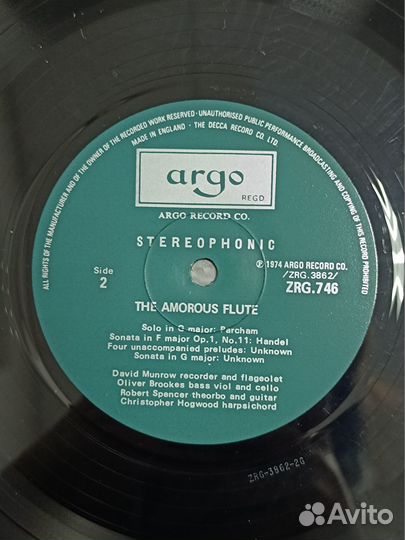 ALL RIGHTS OF THE MANUFACTURER AND OF THE OWNER OF THE RECORDED WORK RESERVED · UNAUTHORISED PUBLIC PERFORMANCE BROADCASTING AND COPYING OF THIS RECORD PROHIBITED
MADE IN ENGLAND · THE DECCA RECORD CO. LTD.
argo
REGD.
ARGO RECORD CO.
STEREOPHONIC
Side
2
℗ 1974 ARGO RECORD CO.
/ZRG.3862/
ZRG.746
THE AMOROUS FLUTE
Solo in G major: Parcham
Sonata in F major Op.1, No.11: Handel
Four unaccompanied preludes: Unknown
Sonata in G major: Unknown
David Munrow recorder and flageolet
Oliver Brookes bass viol and cello
Robert Spencer theorbo and guitar
Christopher Hogwood harpsichord
ZRG-3862-2G
Avito